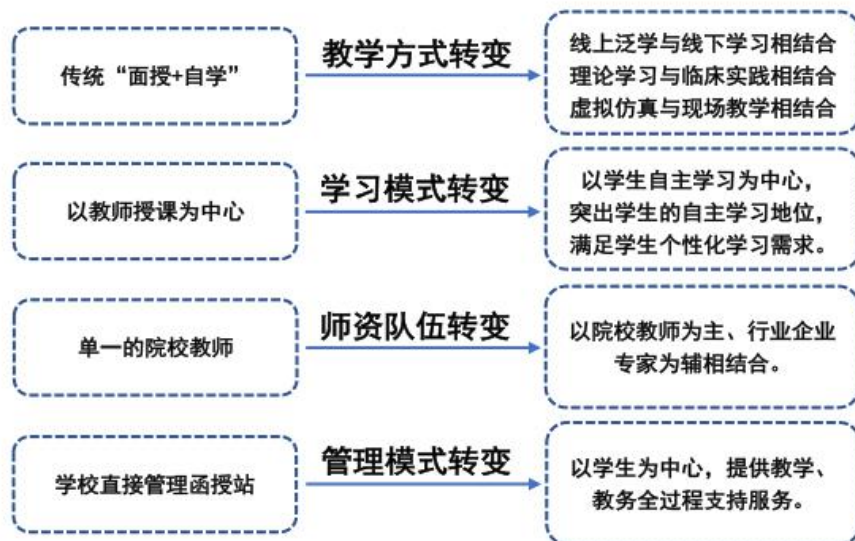 传统“面授+自学”
教学方式转变
线上泛学与线下学习相结合
理论学习与临床实践相结合
虚拟仿真与现场教学相结合
以教师授课为中心
学习模式转变
以学生自主学习为中心，
突出学生的自主学习地位，
满足学生个性化学习需求。
单一的院校教师
师资队伍转变
以院校教师为主、行业企业
专家为辅相结合。
学校直接管理函授站
管理模式转变
以学生为中心，提供教学、
教务全过程支持服务。